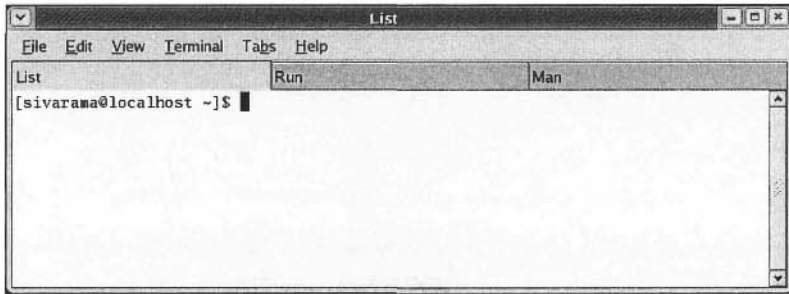 List
File Edit View Terminal Tabs Help
List Run Man
[sivarama@localhost ~]$